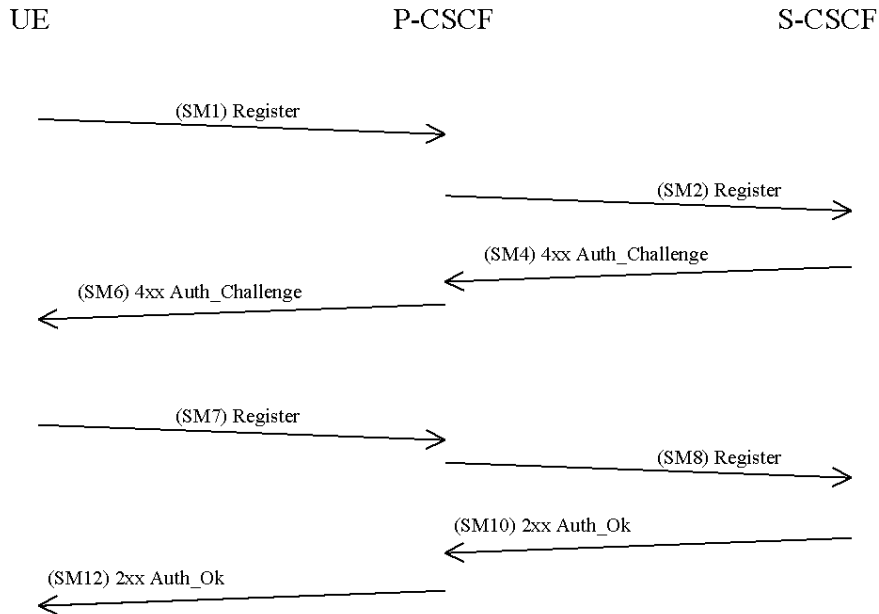 UE P-CSCF S-CSCF
(SM1) Register
(SM2) Register
(SM4) 4xx Auth_Challenge
(SM6) 4xx Auth_Challenge
(SM7) Register
(SM8) Register
(SM10) 2xx Auth_Ok
(SM12) 2xx Auth_Ok